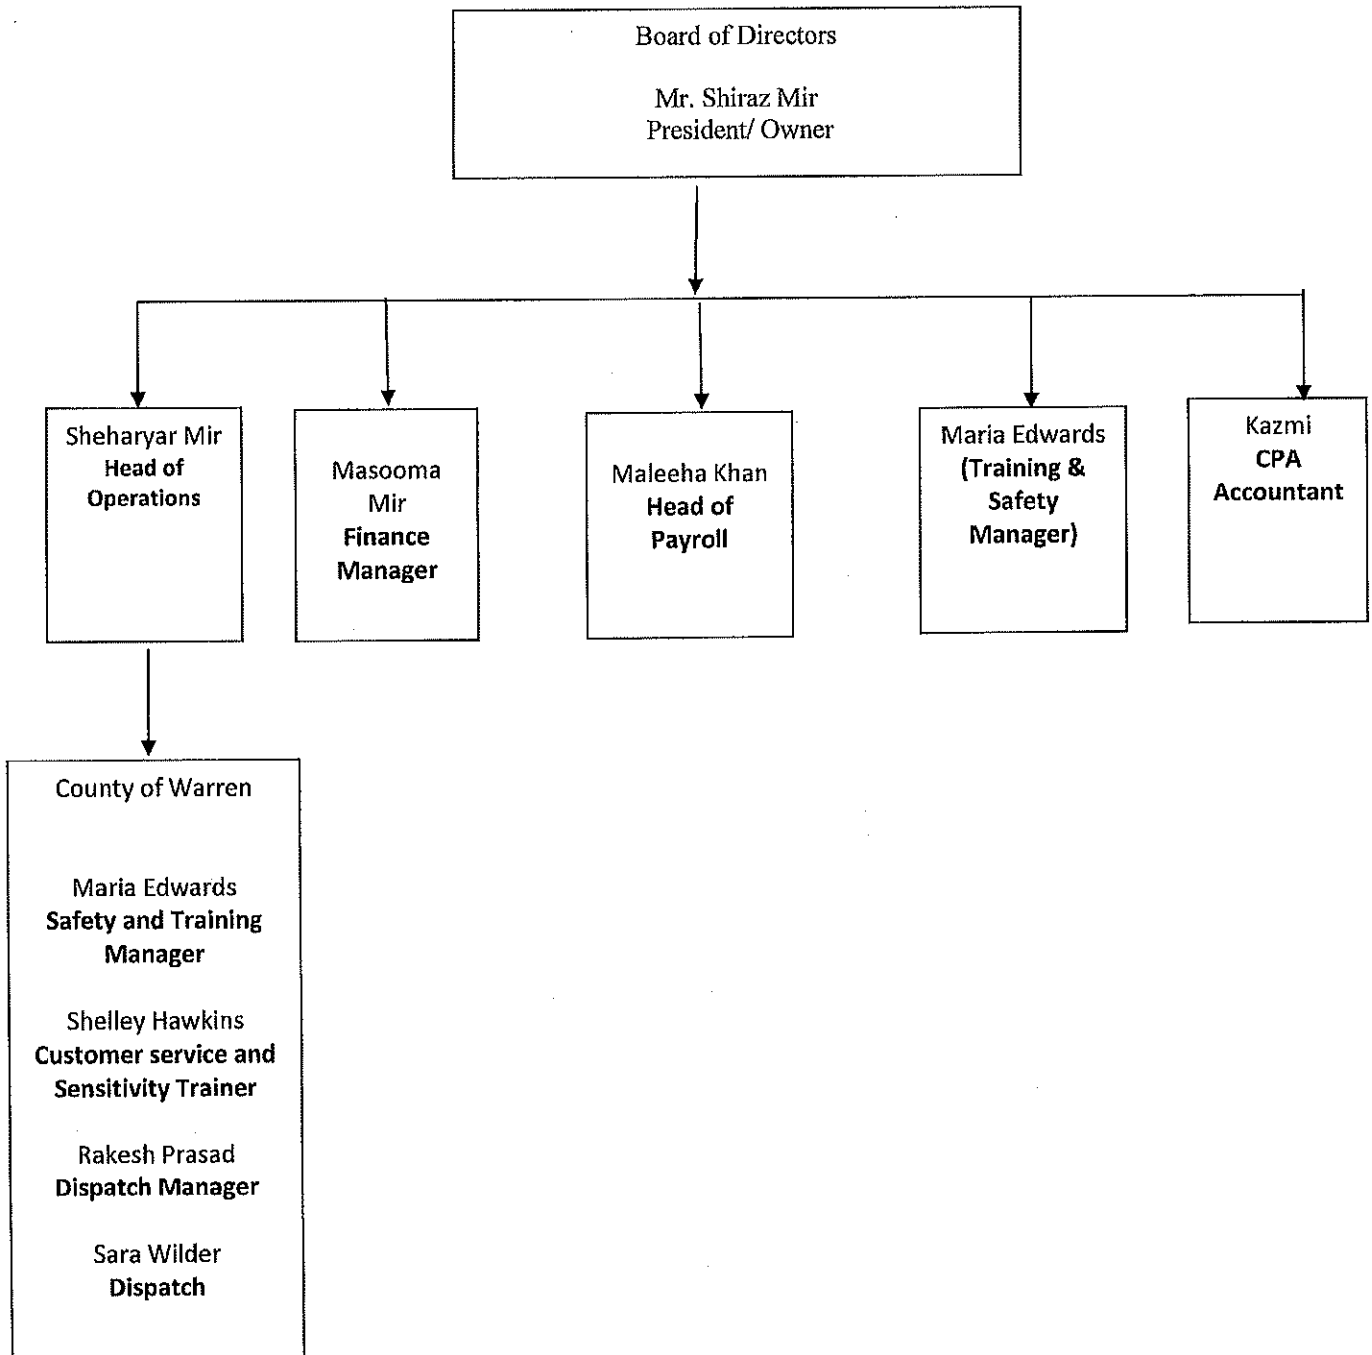 Board of Directors
Mr. Shiraz Mir
President/ Owner
Sheharyar Mir
Head of
Operations
Masooma
Mir
Finance
Manager
Maleeha Khan
Head of
Payroll
Maria Edwards
(Training &
Safety
Manager)
Kazmi
CPA
Accountant
County of Warren
Maria Edwards
Safety and Training
Manager
Shelley Hawkins
Customer service and
Sensitivity Trainer
Rakesh Prasad
Dispatch Manager
Sara Wilder
Dispatch